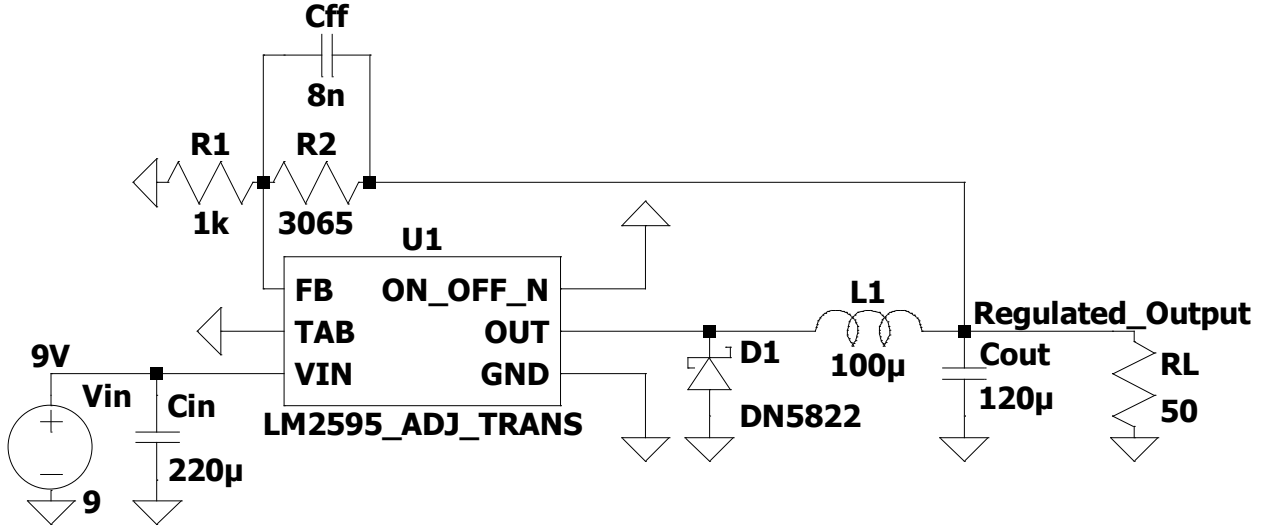 Cff
8n
R1
R2
1k
3065
U1
FB
ON_OFF_N
TAB
OUT
VIN
GND
LM2595_ADJ_TRANS
9V
Vin
Cin
220µ
9
L1
100µ
D1
DN5822
Regulated_Output
Cout
120µ
RL
50